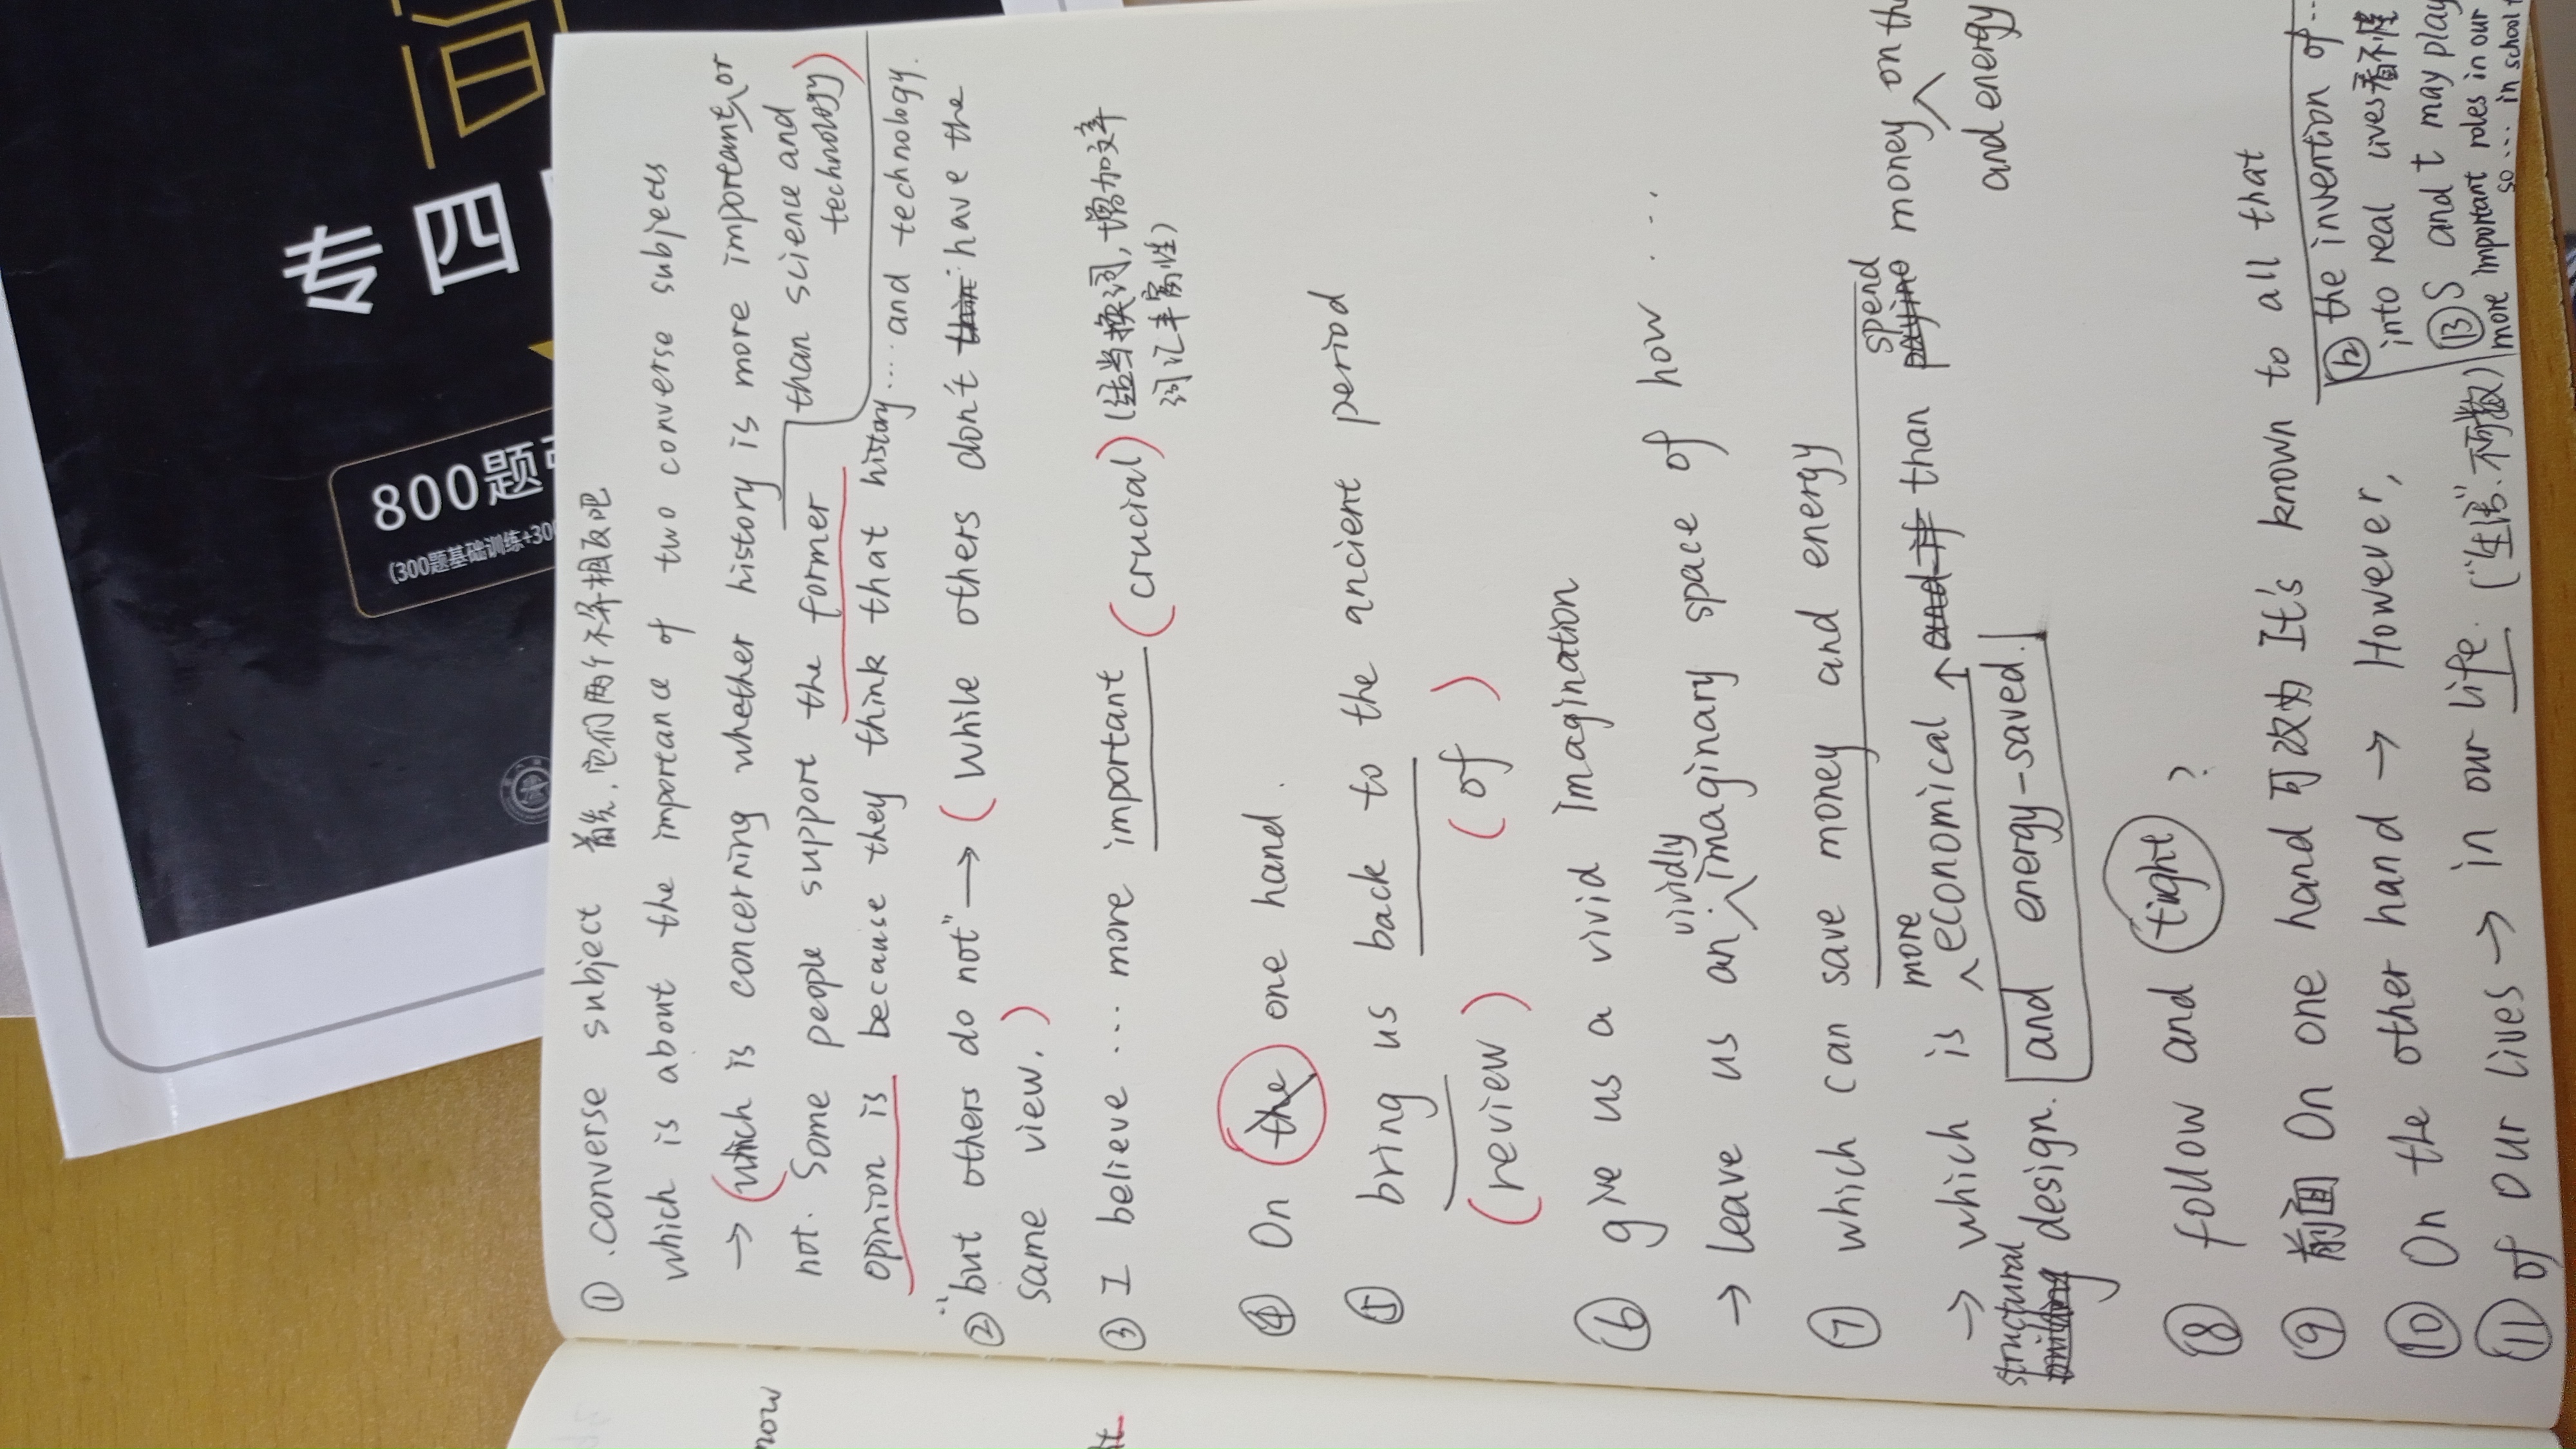 专四
800题
(300题基础训练+30
now
t
① .converse subject 首先,它们两个不算相反吧
which is about the importance of two converse subjects
→ (which is concerning whether history is more important or
than science and
technology)
not. Some people support the former
opinion is because they think that history.... and technology.
② "but others do not" → ( while others don't have the
same view. )
③ I believe ... more important (crucial) (适当换词, 增加文章
词汇丰富性)
④ On the one hand.
⑤ bring us back to the ancient period
(review) (of)
⑥ give us a vivid imagination
vividly
→ leave us an imaginary space of how ....
⑦ which can save money and energy
more spend
→ which is economical and it than paying money on th
and energy
structural
building design. and energy-saved.
⑧ follow and tight ?
⑨ 前面 On one hand 可改为 It's known to all that
⑩ On the other hand → However,
⑪ of our lives → in our life. ("生活".不可数)
⑫ the invention of ..
into real lives看不懂
⑬ S and t may play
more important roles in our
so ... in school